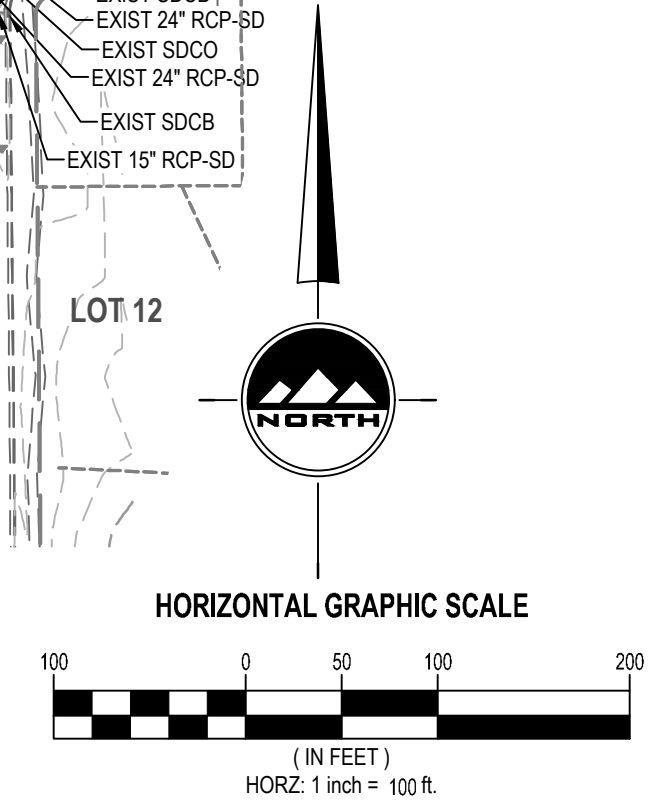 EXIST 24" RCP-SD
EXIST SDCO
EXIST 24" RCP-SD
EXIST SDCB
EXIST 15" RCP-SD
LOT 12
NORTH
HORIZONTAL GRAPHIC SCALE
100 0 50 100 200
( IN FEET )
HORZ: 1 inch = 100 ft.